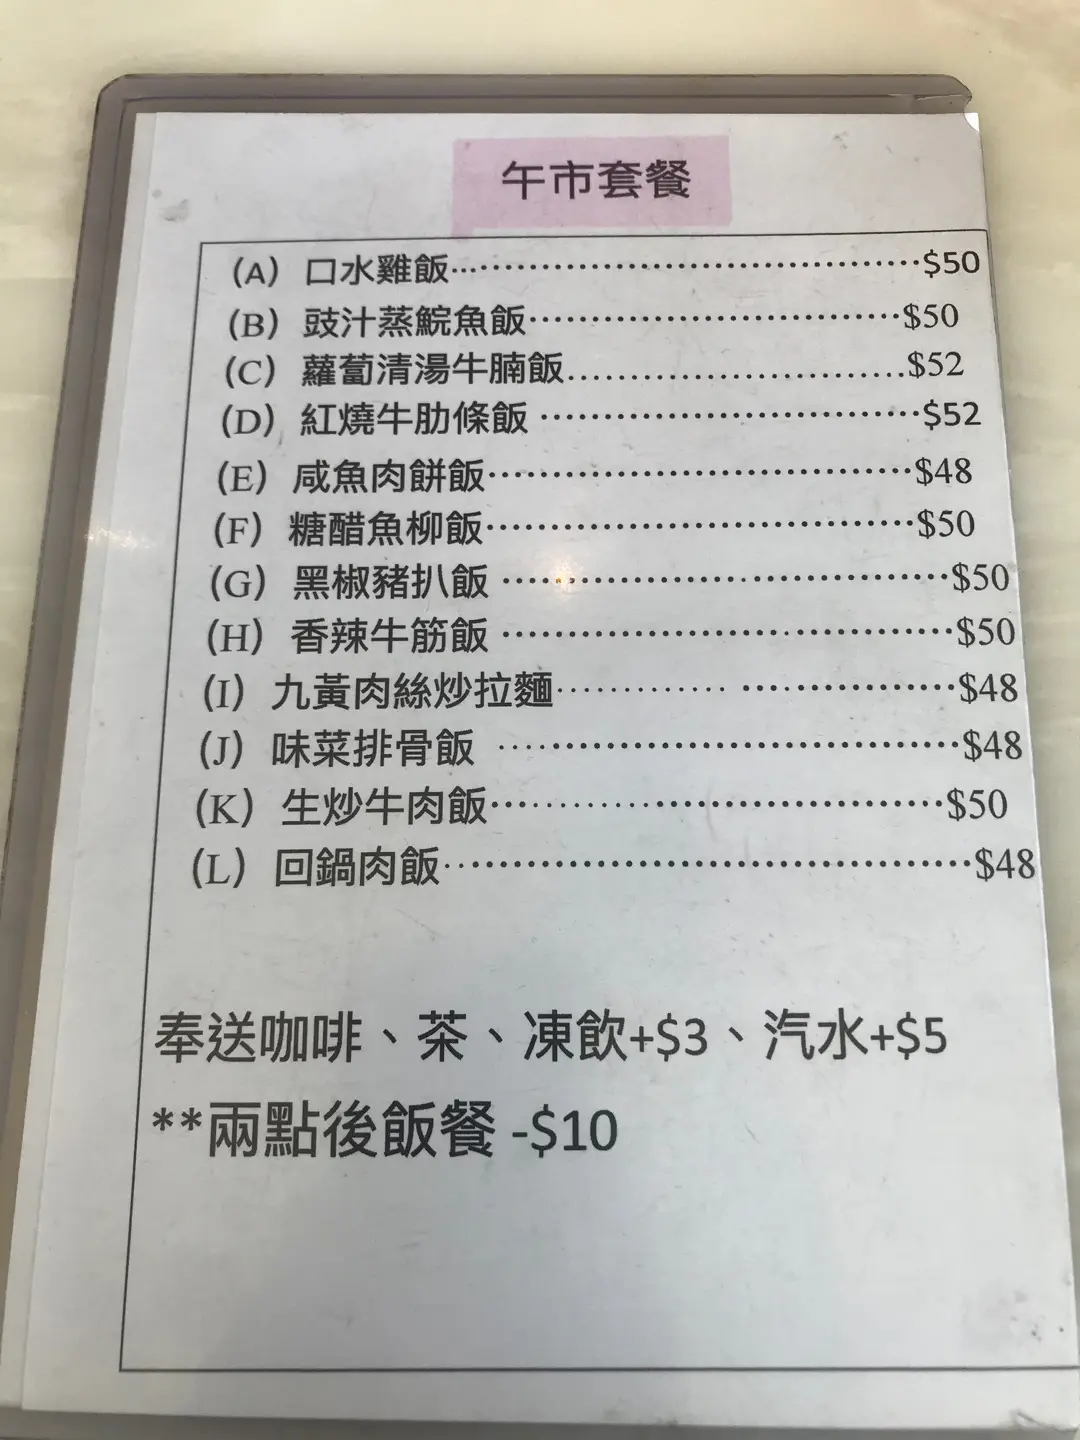 午市套餐
(A) 口水雞飯…………………………………$50
(B) 豉汁蒸鯇魚飯……………………………$50
(C) 蘿蔔清湯牛腩飯..............................$52
(D) 紅燒牛肋條飯 ……………………………$52
(E) 咸魚肉餅飯…………………………………$48
(F) 糖醋魚柳飯…………………………………$50
(G) 黑椒豬扒飯 …………………………………$50
(H) 香辣牛筋飯 …………………………………$50
(I) 九黃肉絲炒拉麵…………… ………………$48
(J) 味菜排骨飯 …………………………………$48
(K) 生炒牛肉飯…………………………………$50
(L) 回鍋肉飯……………………………………$48
奉送咖啡、茶、凍飲+$3、汽水+$5
**兩點後飯餐 -$10